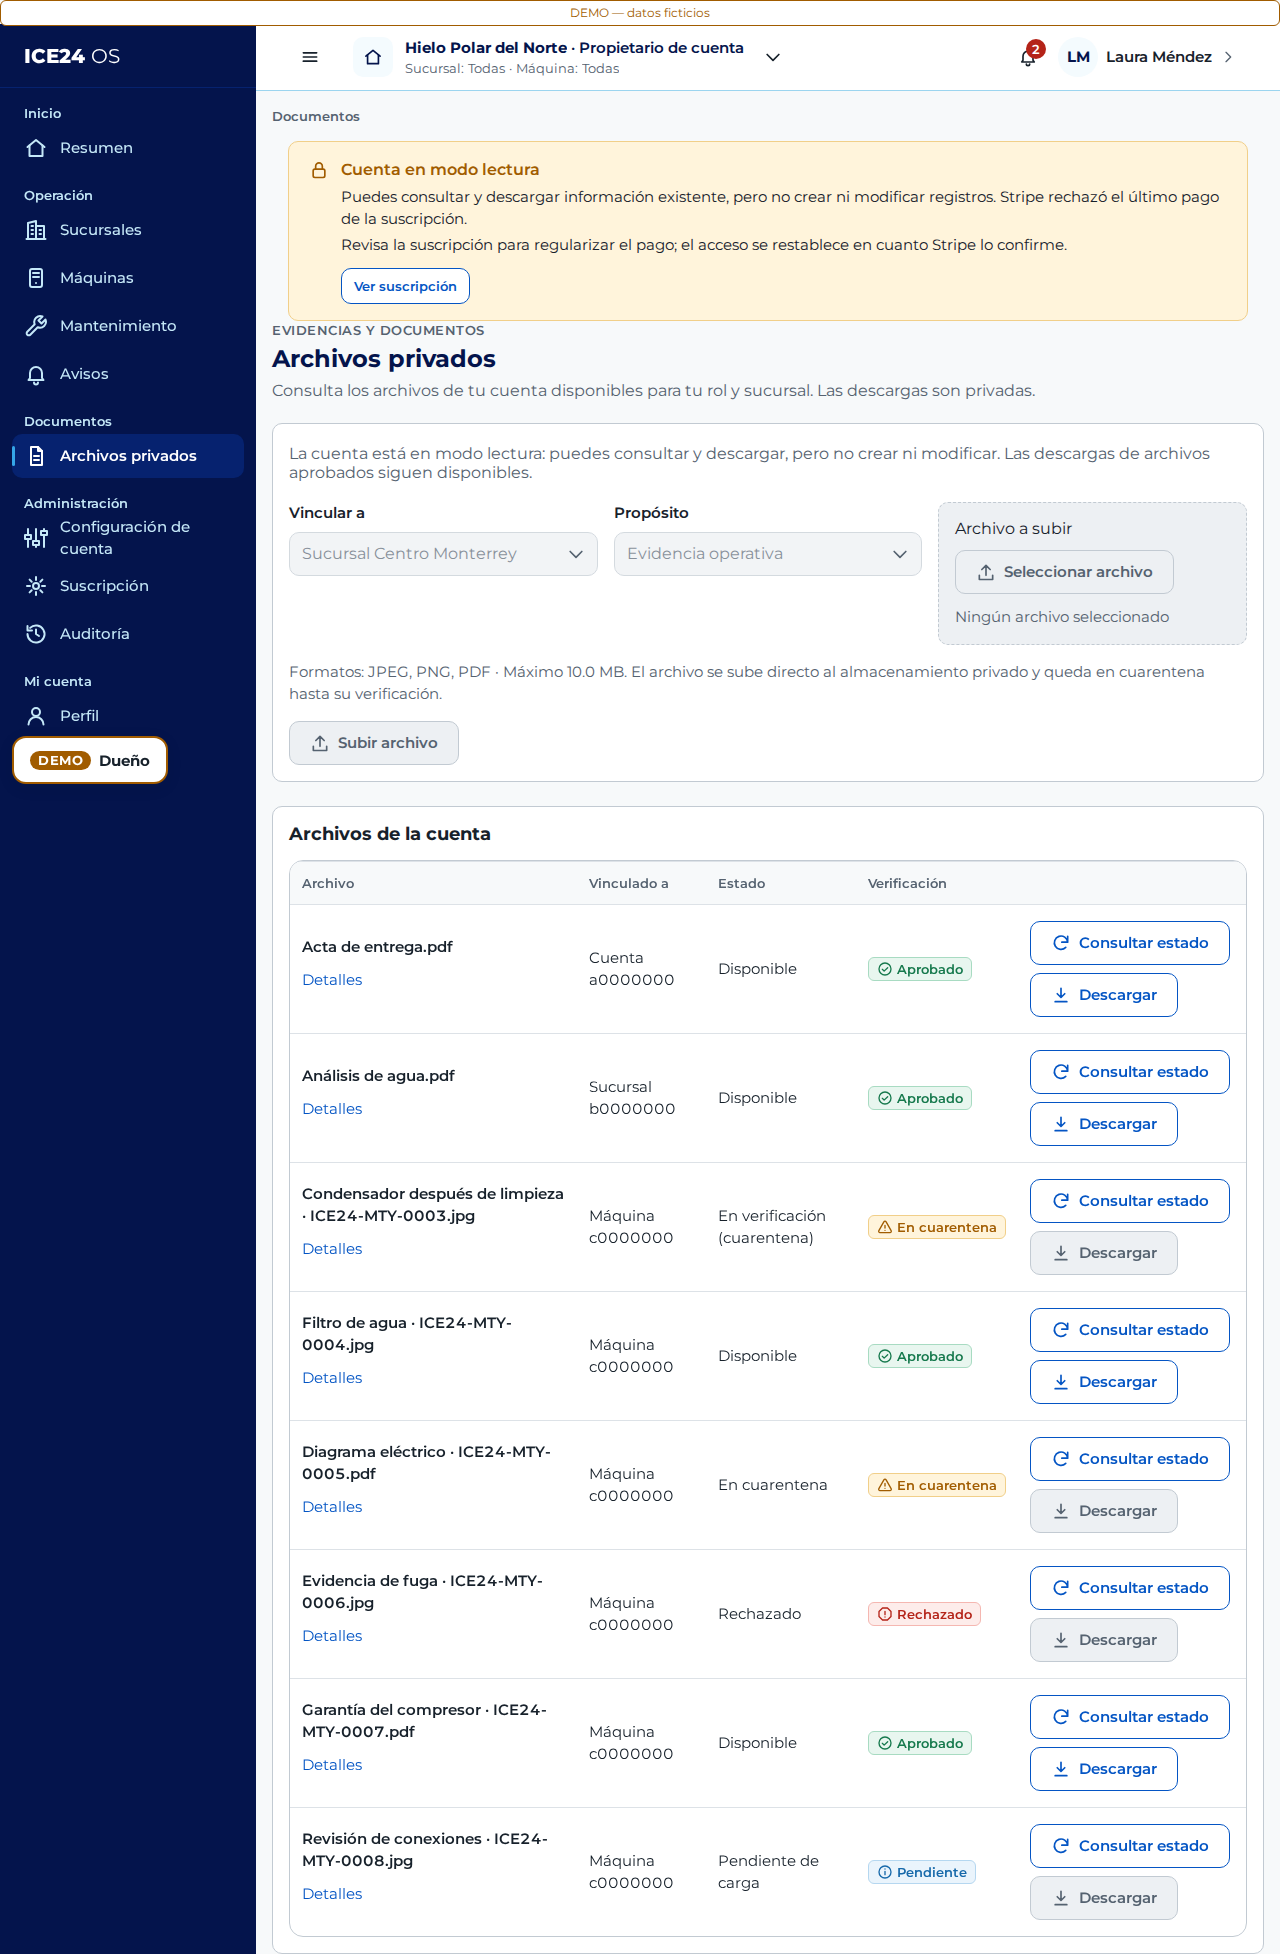 DEMO — datos ficticios
ICE24 OS
Inicio
Resumen
Operación
Sucursales
Máquinas
Mantenimiento
Avisos
Documentos
Archivos privados
Administración
Configuración de
cuenta
Suscripción
Auditoría
Mi cuenta
Perfil
DEMO Dueño
Hielo Polar del Norte · Propietario de cuenta
Sucursal: Todas · Máquina: Todas
2
LM Laura Méndez
Documentos
Cuenta en modo lectura
Puedes consultar y descargar información existente, pero no crear ni modificar registros. Stripe rechazó el último pago
de la suscripción.
Revisa la suscripción para regularizar el pago; el acceso se restablece en cuanto Stripe lo confirme.
Ver suscripción
EVIDENCIAS Y DOCUMENTOS
Archivos privados
Consulta los archivos de tu cuenta disponibles para tu rol y sucursal. Las descargas son privadas.
La cuenta está en modo lectura: puedes consultar y descargar, pero no crear ni modificar. Las descargas de archivos
aprobados siguen disponibles.
Vincular a
Sucursal Centro Monterrey
Propósito
Evidencia operativa
Archivo a subir
Seleccionar archivo
Ningún archivo seleccionado
Formatos: JPEG, PNG, PDF · Máximo 10.0 MB. El archivo se sube directo al almacenamiento privado y queda en cuarentena
hasta su verificación.
Subir archivo
Archivos de la cuenta
Archivo Vinculado a Estado Verificación
Acta de entrega.pdf
Detalles
Cuenta
a0000000
Disponible
Aprobado
Consultar estado
Descargar
Análisis de agua.pdf
Detalles
Sucursal
b0000000
Disponible
Aprobado
Consultar estado
Descargar
Condensador después de limpieza
· ICE24-MTY-0003.jpg
Detalles
Máquina
c0000000
En verificación
(cuarentena)
En cuarentena
Consultar estado
Descargar
Filtro de agua · ICE24-MTY-
0004.jpg
Detalles
Máquina
c0000000
Disponible
Aprobado
Consultar estado
Descargar
Diagrama eléctrico · ICE24-MTY-
0005.pdf
Detalles
Máquina
c0000000
En cuarentena
En cuarentena
Consultar estado
Descargar
Evidencia de fuga · ICE24-MTY-
0006.jpg
Detalles
Máquina
c0000000
Rechazado
Rechazado
Consultar estado
Descargar
Garantía del compresor · ICE24-
MTY-0007.pdf
Detalles
Máquina
c0000000
Disponible
Aprobado
Consultar estado
Descargar
Revisión de conexiones · ICE24-
MTY-0008.jpg
Detalles
Máquina
c0000000
Pendiente de
carga
Pendiente
Consultar estado
Descargar